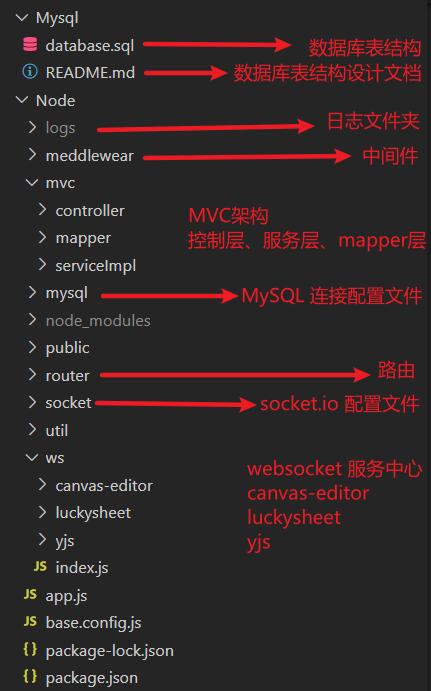 Mysql
database.sql 数据库表结构
README.md 数据库表结构设计文档
Node
logs 日志文件夹
meddlewear 中间件
mvc
controller MVC架构
mapper 控制层、服务层、mapper层
serviceImpl
mysql MySQL 连接配置文件
node_modules
public
router 路由
socket socket.io 配置文件
util
ws websocket 服务中心
canvas-editor canvas-editor
luckysheet luckysheet
yjs yjs
JS index.js
JS app.js
JS base.config.js
{ } package-lock.json
{ } package.json